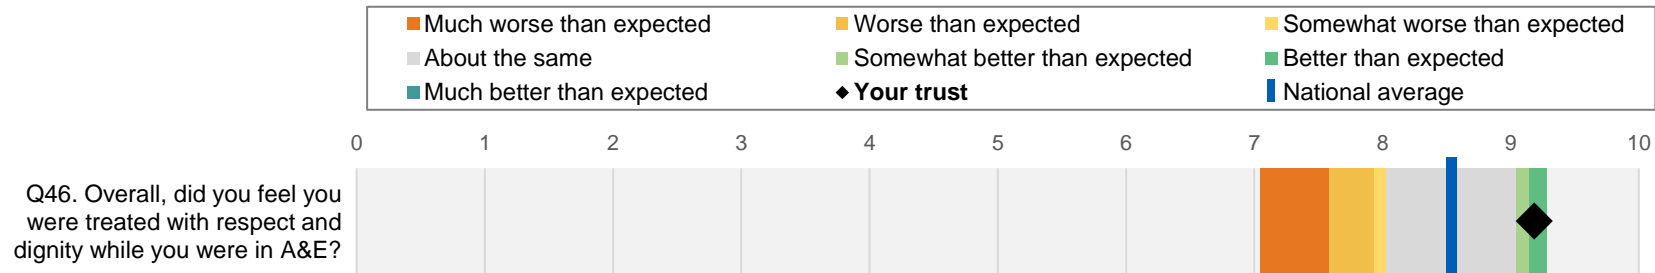 Much worse than expected
Worse than expected
Somewhat worse than expected
About the same
Somewhat better than expected
Better than expected
Much better than expected
Your trust
National average
0 1 2 3 4 5 6 7 8 9 10
Q46. Overall, did you feel you
were treated with respect and
dignity while you were in A&E?